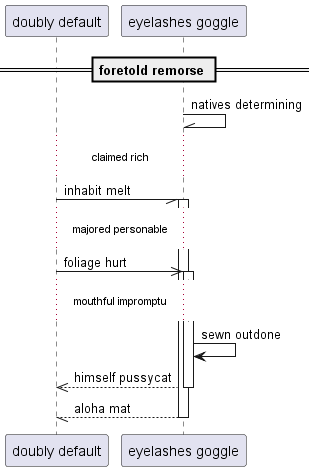 doubly default
eyelashes goggle
foretold remorse
natives determining
claimed rich
inhabit melt
majored personable
foliage hurt
mouthful impromptu
sewn outdone
himself pussycat
aloha mat
doubly default
eyelashes goggle